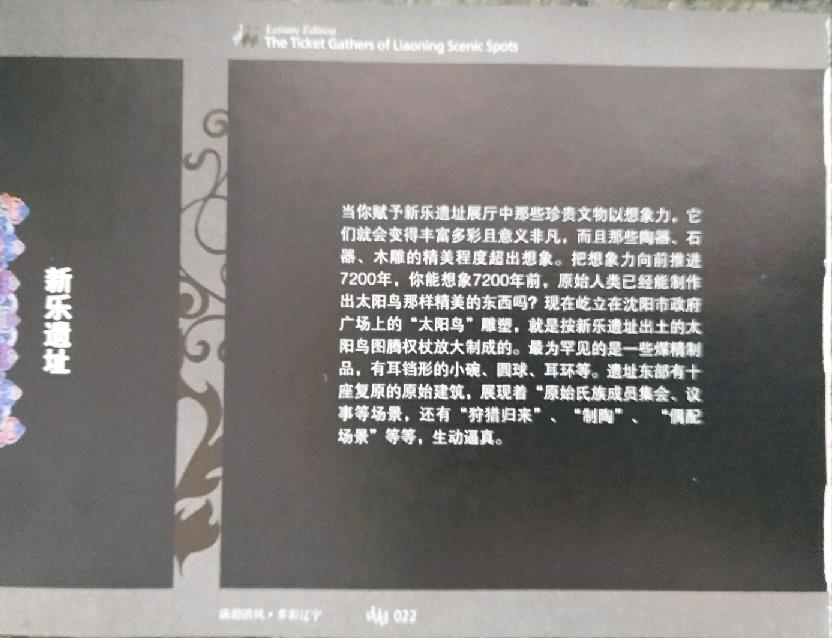 Leisure Edition
The Ticket Gathers of Liaoning Scenic Spots
新乐遗址
当你赋予新乐遗址展厅中那些珍贵文物以想象力，它
们就会变得丰富多彩且意义非凡，而且那些陶器、石
器、木雕的精美程度超出想象。把想象力向前推进
7200年，你能想象7200年前，原始人类已经能制作
出太阳鸟那样精美的东西吗？现在屹立在沈阳市政府
广场上的“太阳鸟”雕塑，就是按新乐遗址出土的太
阳鸟图腾权杖放大制成的。最为罕见的是一些煤精制
品，有耳铛形的小碗、圆球、耳环等。遗址东部有十
座复原的原始建筑，展现着“原始氏族成员集会、议
事等场景，还有“狩猎归来”、“制陶”、“偶配
场景”等等，生动逼真。
清风·多彩辽宁
022